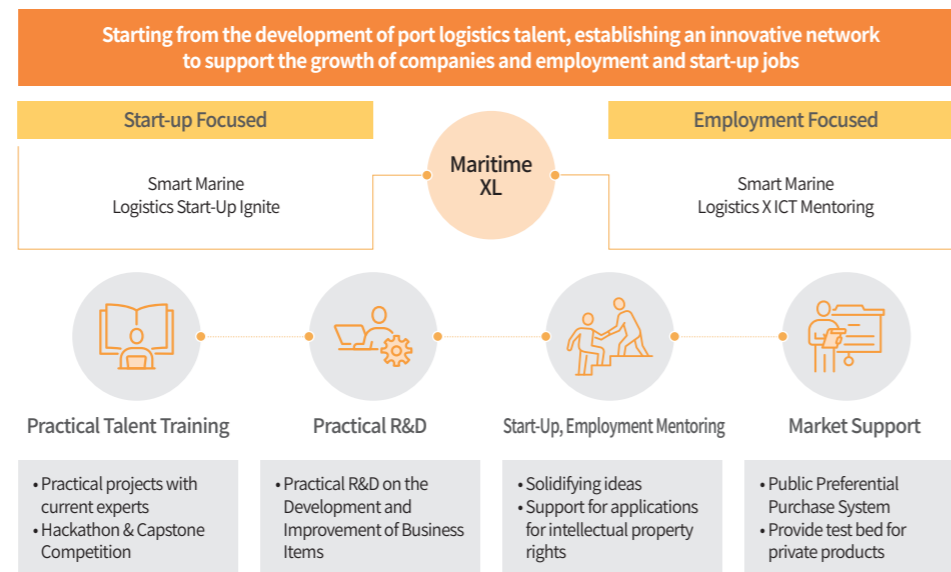 Starting from the development of port logistics talent, establishing an innovative network
to support the growth of companies and employment and start-up jobs
Start-up Focused
Smart Marine
Logistics Start-Up Ignite
Maritime
XL
Employment Focused
Smart Marine
Logistics X ICT Mentoring
Practical Talent Training
• Practical projects with
current experts
• Hackathon & Capstone
Competition
Practical R&D
• Practical R&D on the
Development and
Improvement of Business
Items
Start-Up, Employment Mentoring
• Solidifying ideas
• Support for applications
for intellectual property
rights
Market Support
• Public Preferential
Purchase System
• Provide test bed for
private products